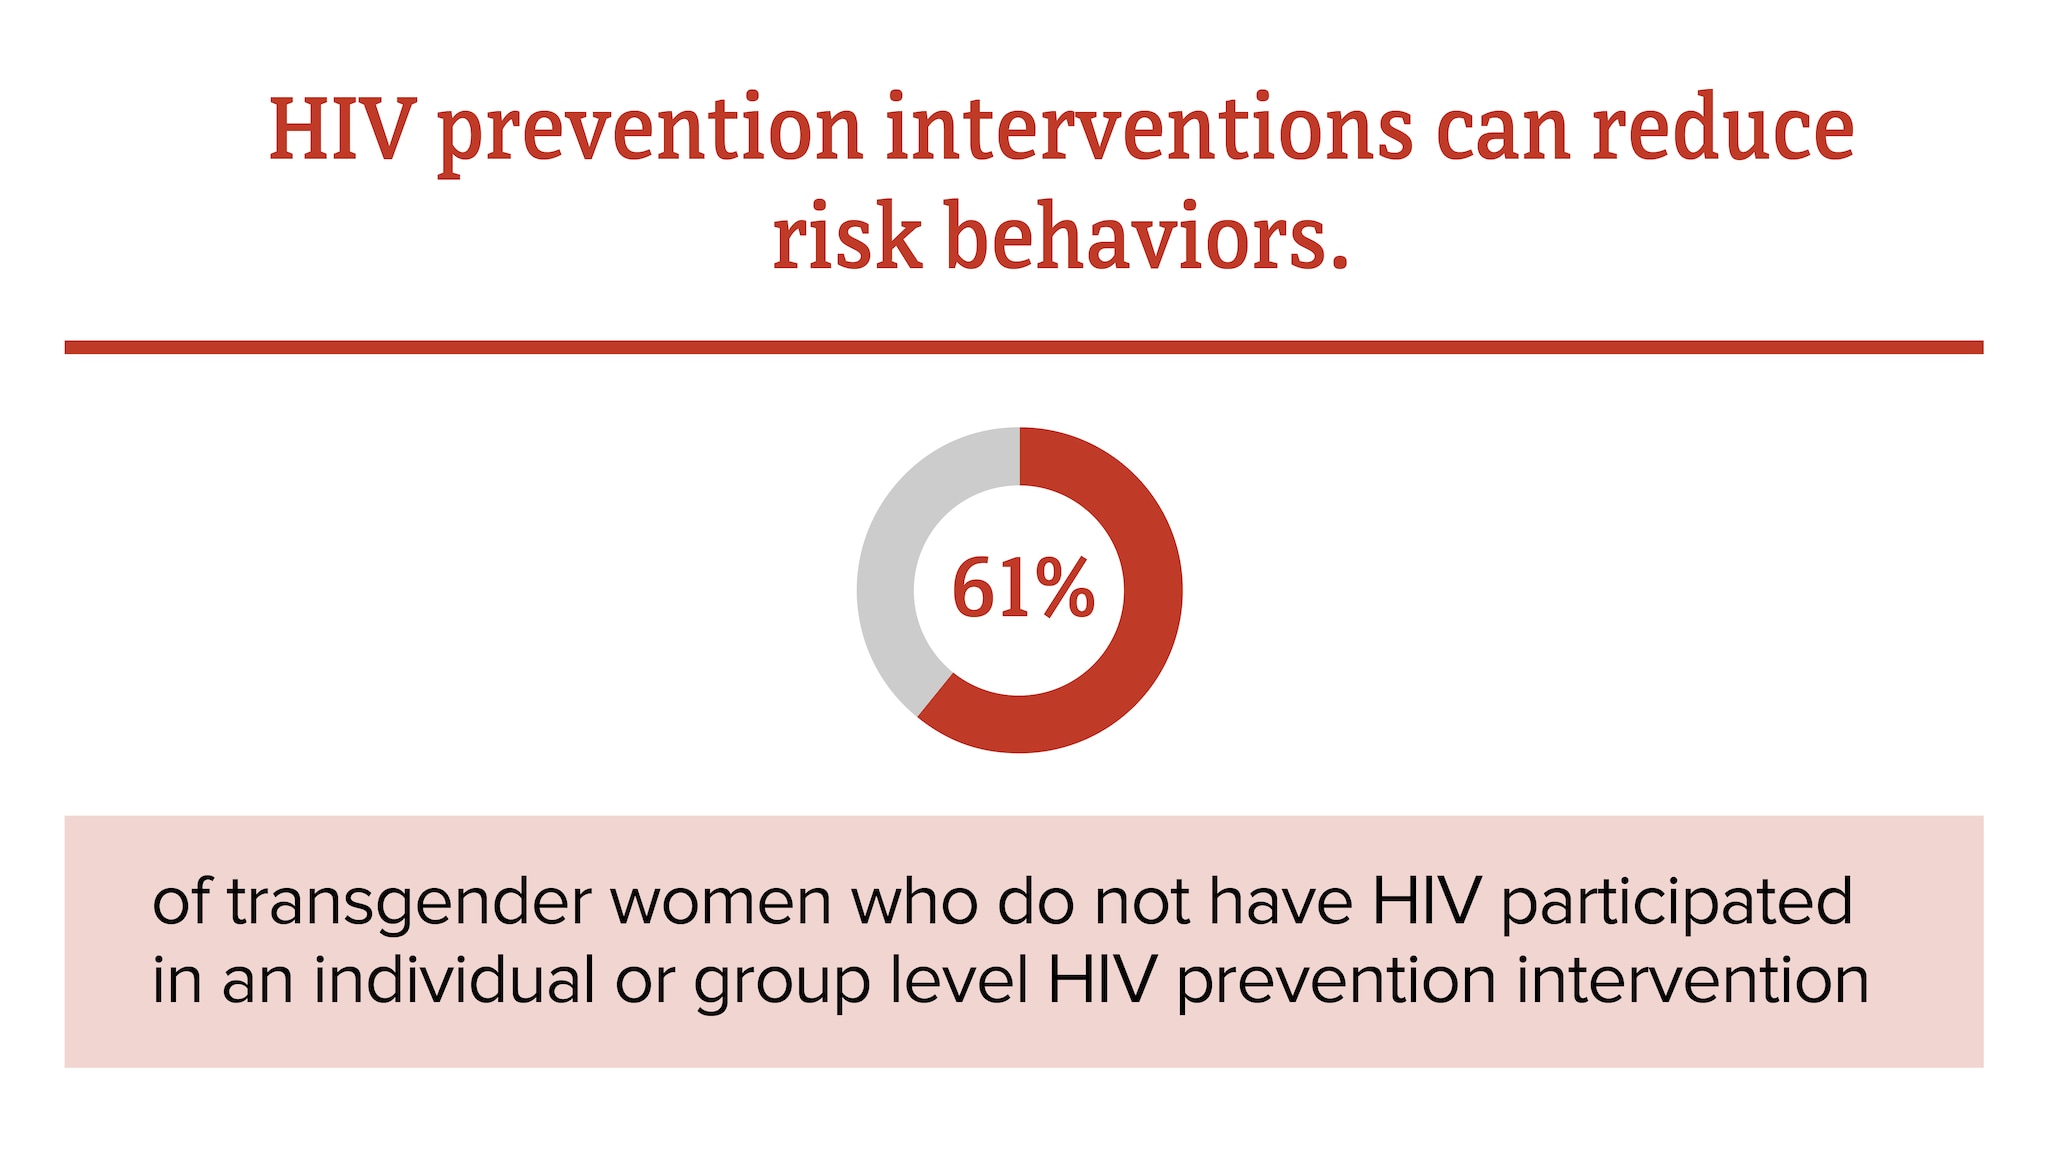 HIV prevention interventions can reduce
risk behaviors.
61%
of transgender women who do not have HIV participated
in an individual or group level HIV prevention intervention